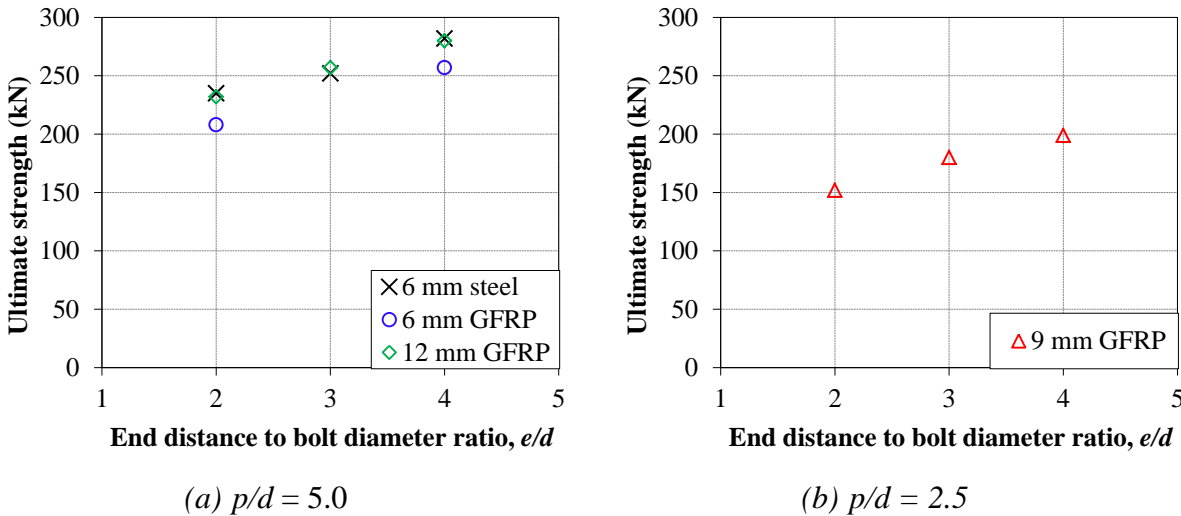 300
250
200
150
100
50
0
Ultimate strength (kN)
6 mm steel
6 mm GFRP
12 mm GFRP
1 2 3 4 5
End distance to bolt diameter ratio, e/d
(a) p/d = 5.0
300
250
200
150
100
50
0
Ultimate strength (kN)
9 mm GFRP
1 2 3 4 5
End distance to bolt diameter ratio, e/d
(b) p/d = 2.5